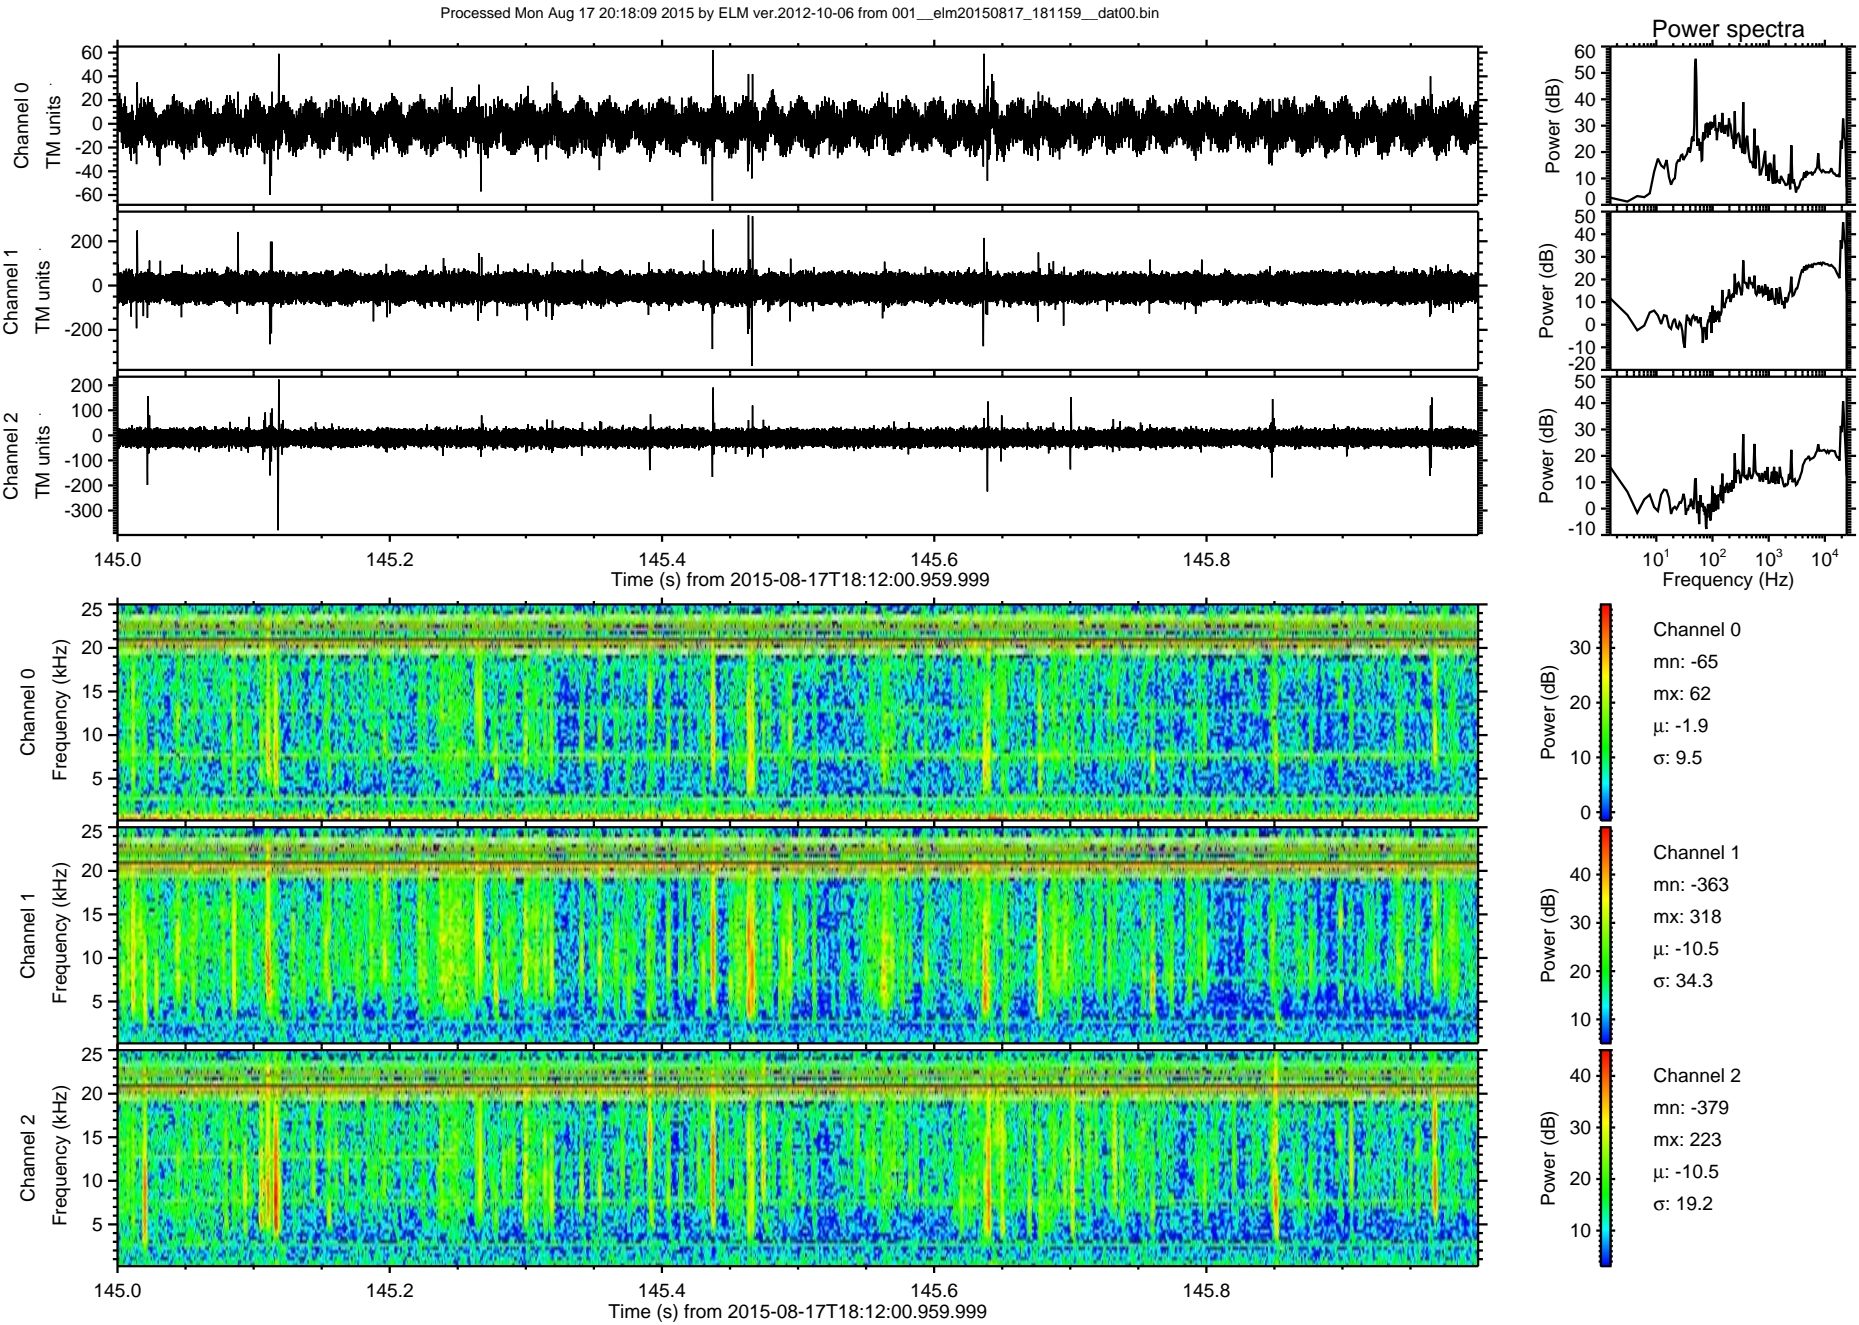 Processed Mon Aug 17 20:18:09 2015 by ELM ver.2012-10-06 from 001__elm20150817_181159__dat00.bin
Power spectra
Channel 0
TM units
60
40
20
0
-20
-40
-60
Power (dB)
60
50
40
30
20
10
0
Channel 1
TM units
200
0
-200
Power (dB)
50
40
30
20
10
0
-10
-20
Channel 2
TM units
200
100
0
-100
-200
-300
Power (dB)
50
40
30
20
10
0
-10
145.0 145.2 145.4 145.6 145.8
Time (s) from 2015-08-17T18:12:00.959.999
10¹ 10² 10³ 10⁴
Frequency (Hz)
Channel 0
Frequency (kHz)
25
20
15
10
5
Power (dB)
30
20
10
0
Channel 0
mn: -65
mx: 62
μ: -1.9
σ: 9.5
Channel 1
Frequency (kHz)
25
20
15
10
5
Power (dB)
40
30
20
10
Channel 1
mn: -363
mx: 318
μ: -10.5
σ: 34.3
Channel 2
Frequency (kHz)
25
20
15
10
5
Power (dB)
40
30
20
10
Channel 2
mn: -379
mx: 223
μ: -10.5
σ: 19.2
145.0 145.2 145.4 145.6 145.8
Time (s) from 2015-08-17T18:12:00.959.999